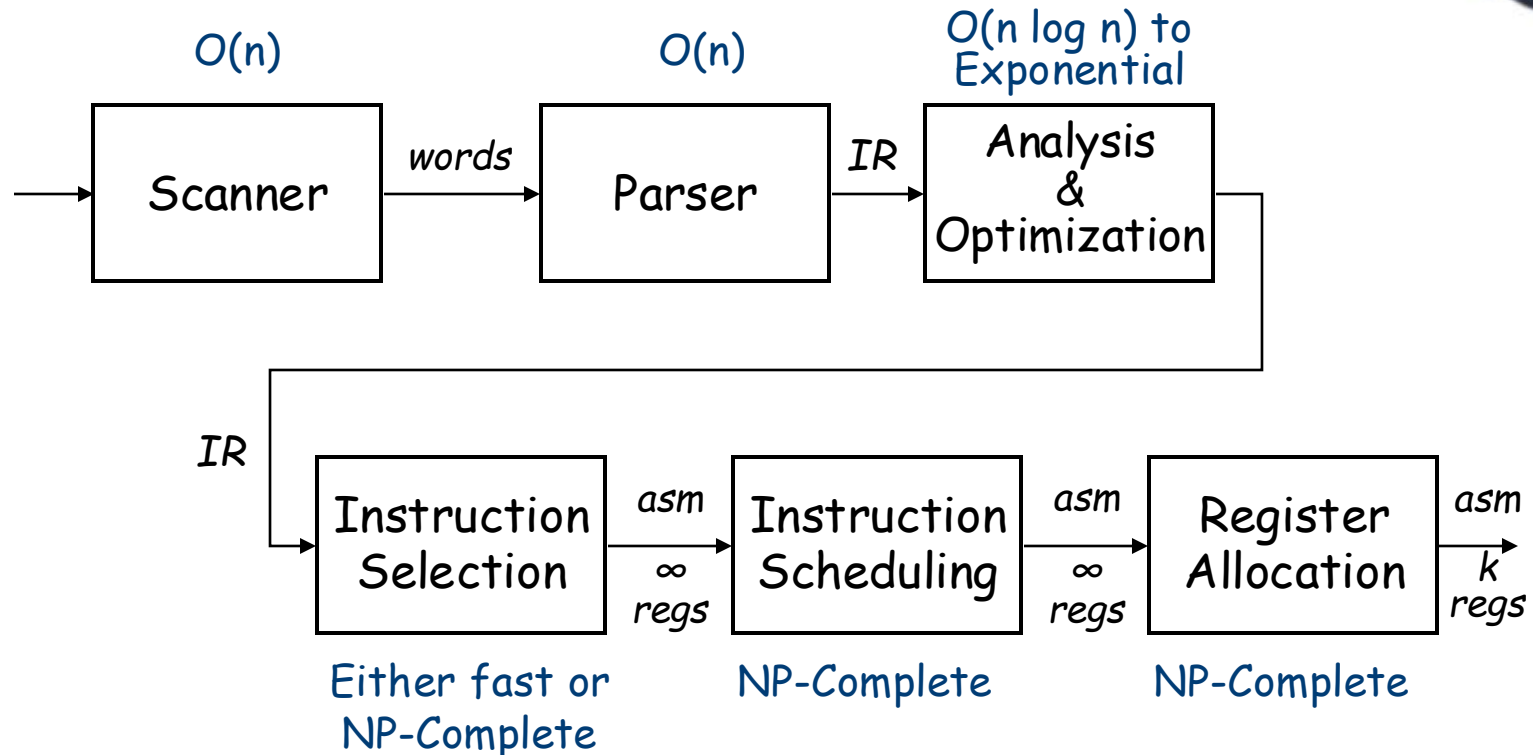 O(n)
O(n)
O(n log n) to
Exponential
Scanner
words
Parser
IR
Analysis
&
Optimization
IR
Instruction
Selection
asm
∞
regs
Instruction
Scheduling
asm
∞
regs
Register
Allocation
asm
k
regs
Either fast or
NP-Complete
NP-Complete
NP-Complete